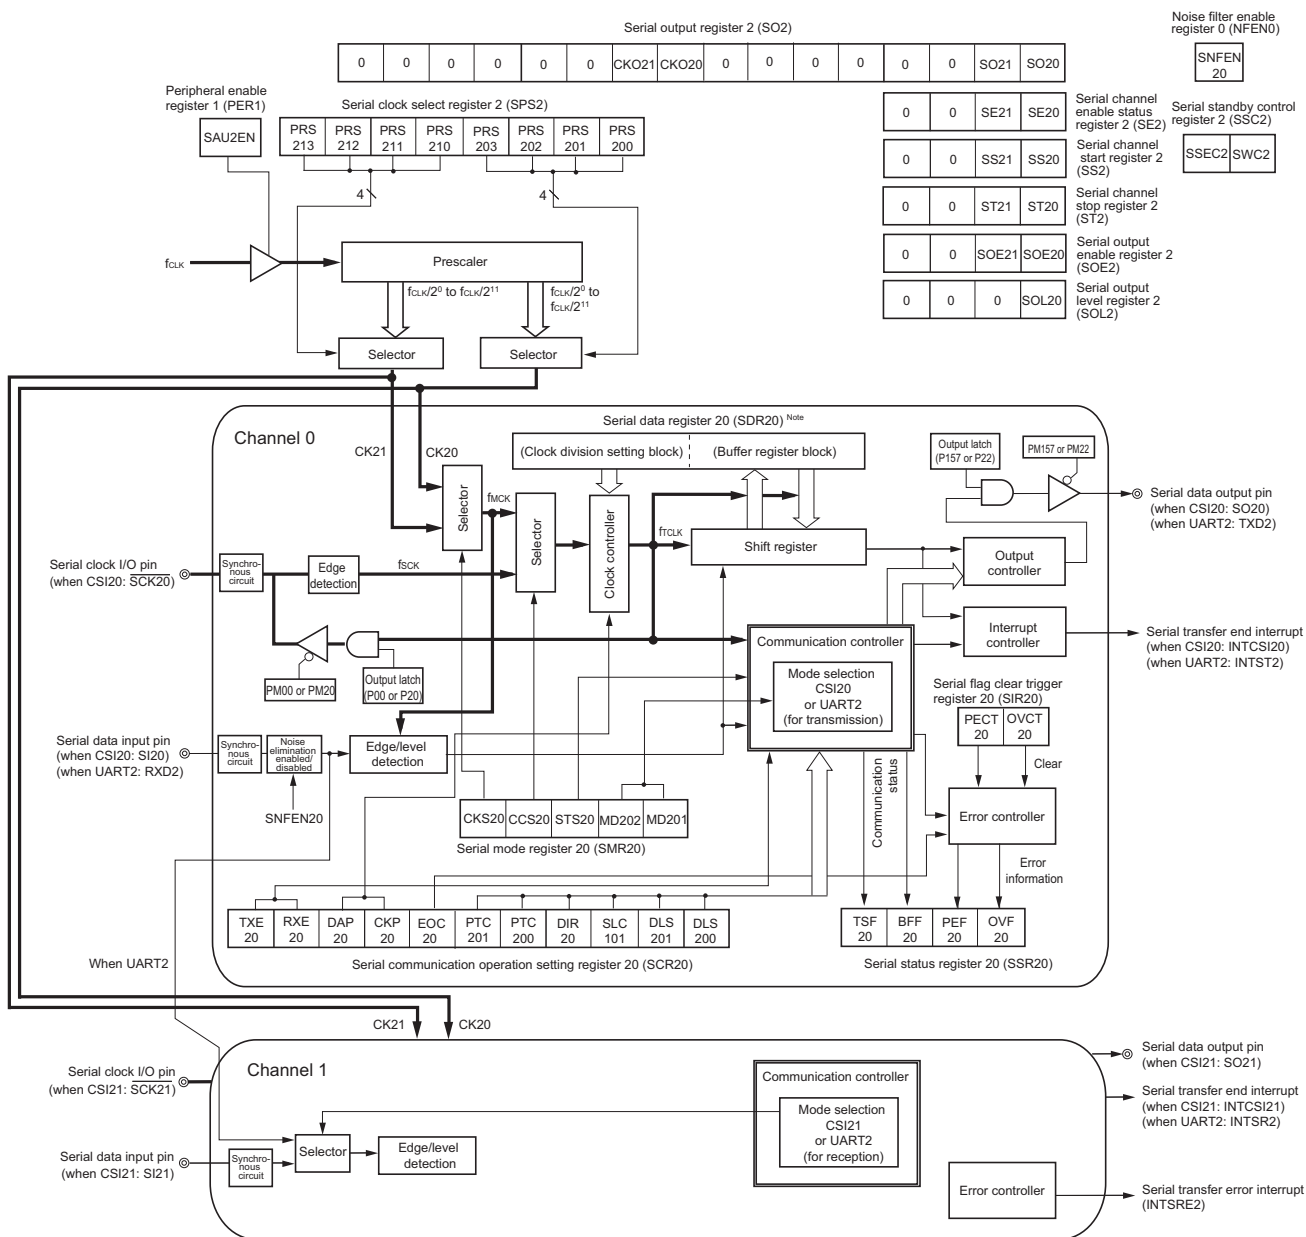 Serial output register 2 (SO2)
0 0 0 0 0 0 CKO21 CKO20 0 0 0 0 0 0 SO21 SO20
Noise filter enable
register 0 (NFEN0)
SNFEN
20
Peripheral enable
register 1 (PER1)
SAU2EN
Serial clock select register 2 (SPS2)
PRS
213
PRS
212
PRS
211
PRS
210
PRS
203
PRS
202
PRS
201
PRS
200
4
4
0 0 SE21 SE20
Serial channel
enable status
register 2 (SE2)
Serial standby control
register 2 (SSC2)
SSEC2 SWC2
0 0 SS21 SS20
Serial channel
start register 2
(SS2)
0 0 ST21 ST20
Serial channel
stop register 2
(ST2)
0 0 SOE21 SOE20
Serial output
enable register 2
(SOE2)
0 0 0 SOL20
Serial output
level register 2
(SOL2)
fCLK
Prescaler
fCLK/2⁰ to fCLK/2¹¹
fCLK/2⁰ to
fCLK/2¹¹
Selector
Selector
Channel 0
CK21
CK20
Serial data register 20 (SDR20) Note
(Clock division setting block)
(Buffer register block)
Output latch
(P157 or P22)
PM157 or PM22
Serial data output pin
(when CSI20: SO20)
(when UART2: TXD2)
Selector
fMCK
Selector
Clock controller
fTCLK
Shift register
Output
controller
Serial clock I/O pin
(when CSI20: SCK20)
Synchro-
nous
circuit
Edge
detection
fSCK
PM00 or PM20
Output latch
(P00 or P20)
Communication controller
Mode selection
CSI20
or UART2
(for transmission)
Interrupt
controller
Serial transfer end interrupt
(when CSI20: INTCSI20)
(when UART2: INTST2)
Serial flag clear trigger
register 20 (SIR20)
PECT
20
OVCT
20
Clear
Serial data input pin
(when CSI20: SI20)
(when UART2: RXD2)
Synchro-
nous
circuit
Noise
elimination
enabled/
disabled
Edge/level
detection
SNFEN20
CKS20 CCS20 STS20 MD202 MD201
Serial mode register 20 (SMR20)
Communication
status
Error controller
Error
information
TXE
20
RXE
20
DAP
20
CKP
20
EOC
20
PTC
201
PTC
200
DIR
20
SLC
101
DLS
201
DLS
200
Serial communication operation setting register 20 (SCR20)
TSF
20
BFF
20
PEF
20
OVF
20
Serial status register 20 (SSR20)
When UART2
CK21
CK20
Channel 1
Serial clock I/O pin
(when CSI21: SCK21)
Communication controller
Mode selection
CSI21
or UART2
(for reception)
Serial data output pin
(when CSI21: SO21)
Serial transfer end interrupt
(when CSI21: INTCSI21)
(when UART2: INTSR2)
Serial data input pin
(when CSI21: SI21)
Synchro-
nous
circuit
Selector
Edge/level
detection
Error controller
Serial transfer error interrupt
(INTSRE2)